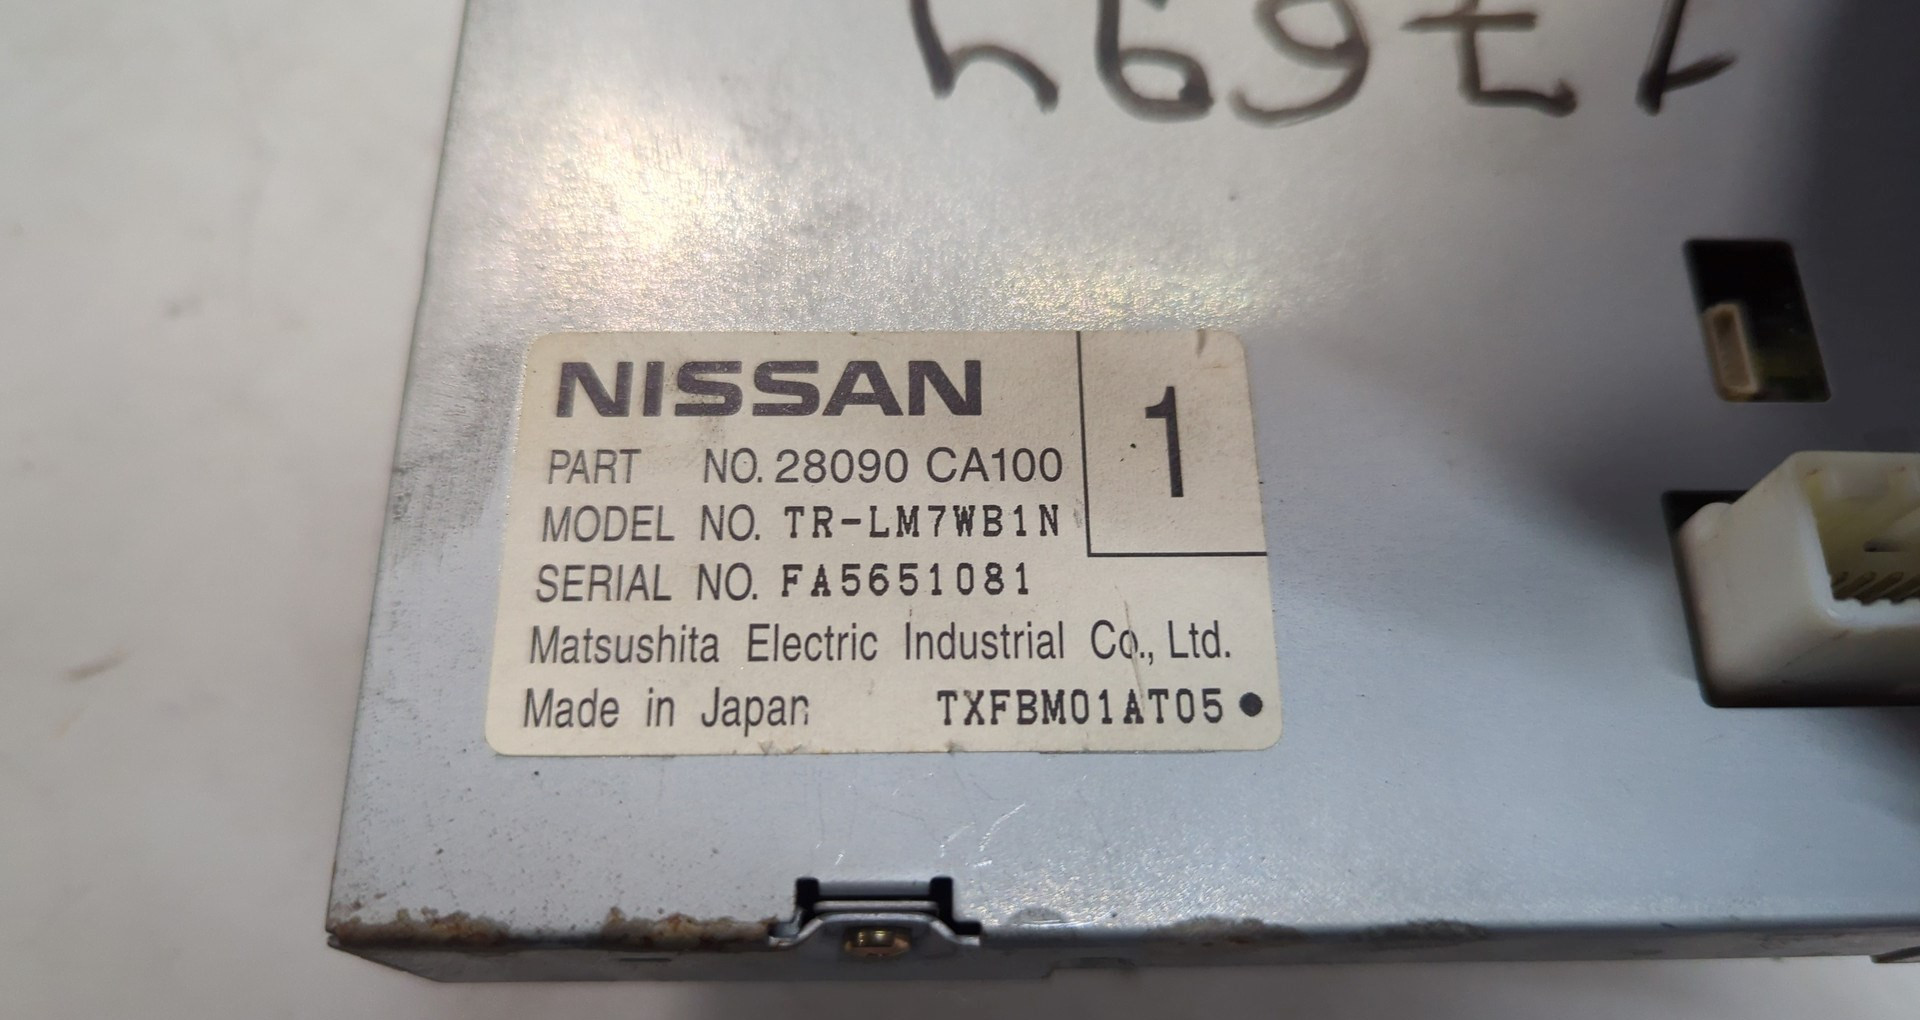 NISSAN
1
PART NO. 28090 CA100
MODEL NO. TR-LM7WB1N
SERIAL NO. FA5651081
Matsushita Electric Industrial Co., Ltd.
Made in Japan TXFBM01AT05